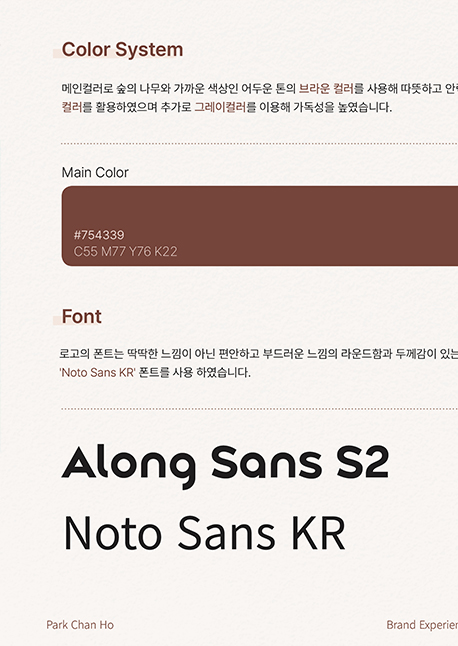 Color System
메인컬러로 숲의 나무와 가까운 색상인 어두운 톤의 브라운 컬러를 사용해 따뜻하고
컬러를 활용하였으며 추가로 그레이컬러를 이용해 가독성을 높였습니다.
Main Color
#754339
C55 M77 Y76 K22
Font
로고의 폰트는 딱딱한 느낌이 아닌 편안하고 부드러운 느낌의 라운드함과 두께감이 있는
'Noto Sans KR' 폰트를 사용 하였습니다.
Along Sans S2
Noto Sans KR
Park Chan Ho
Brand